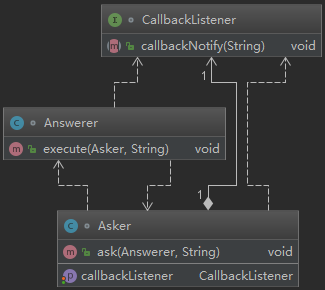 I CallbackListener
m callbackNotify(String) void
1
C Answerer
m execute(Asker, String) void
1
C Asker
m ask(Answerer, String) void
p callbackListener CallbackListener